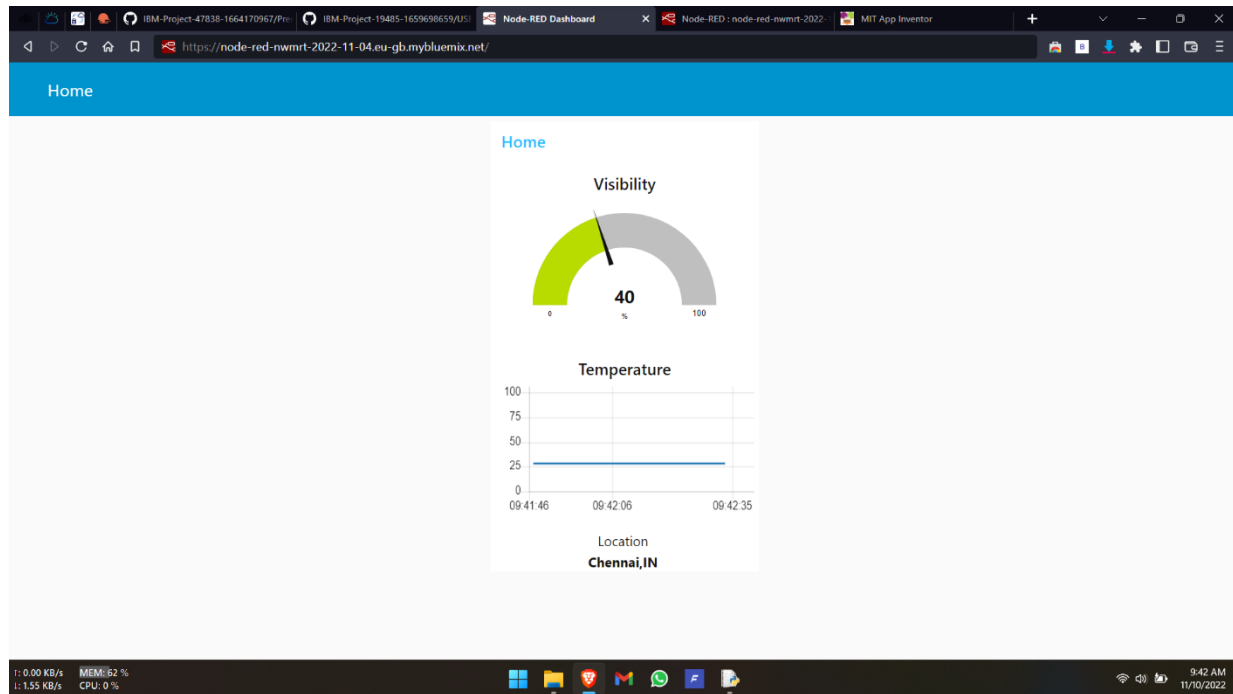 IBM-Project-47838-1664170967/Pre
IBM-Project-19485-1659698659/USI
Node-RED Dashboard
Node-RED : node-red-nwmrt-2022-
MIT App Inventor
https://node-red-nwmrt-2022-11-04.eu-gb.mybluemix.net/
Home
Home
Visibility
40
%
0
100
Temperature
100
75
50
25
0
09:41:46 09:42:06 09:42:35
Location
Chennai,IN
0.00 KB/s MEM: 62 %
1.55 KB/s CPU: 0 %
9:42 AM
11/10/2022